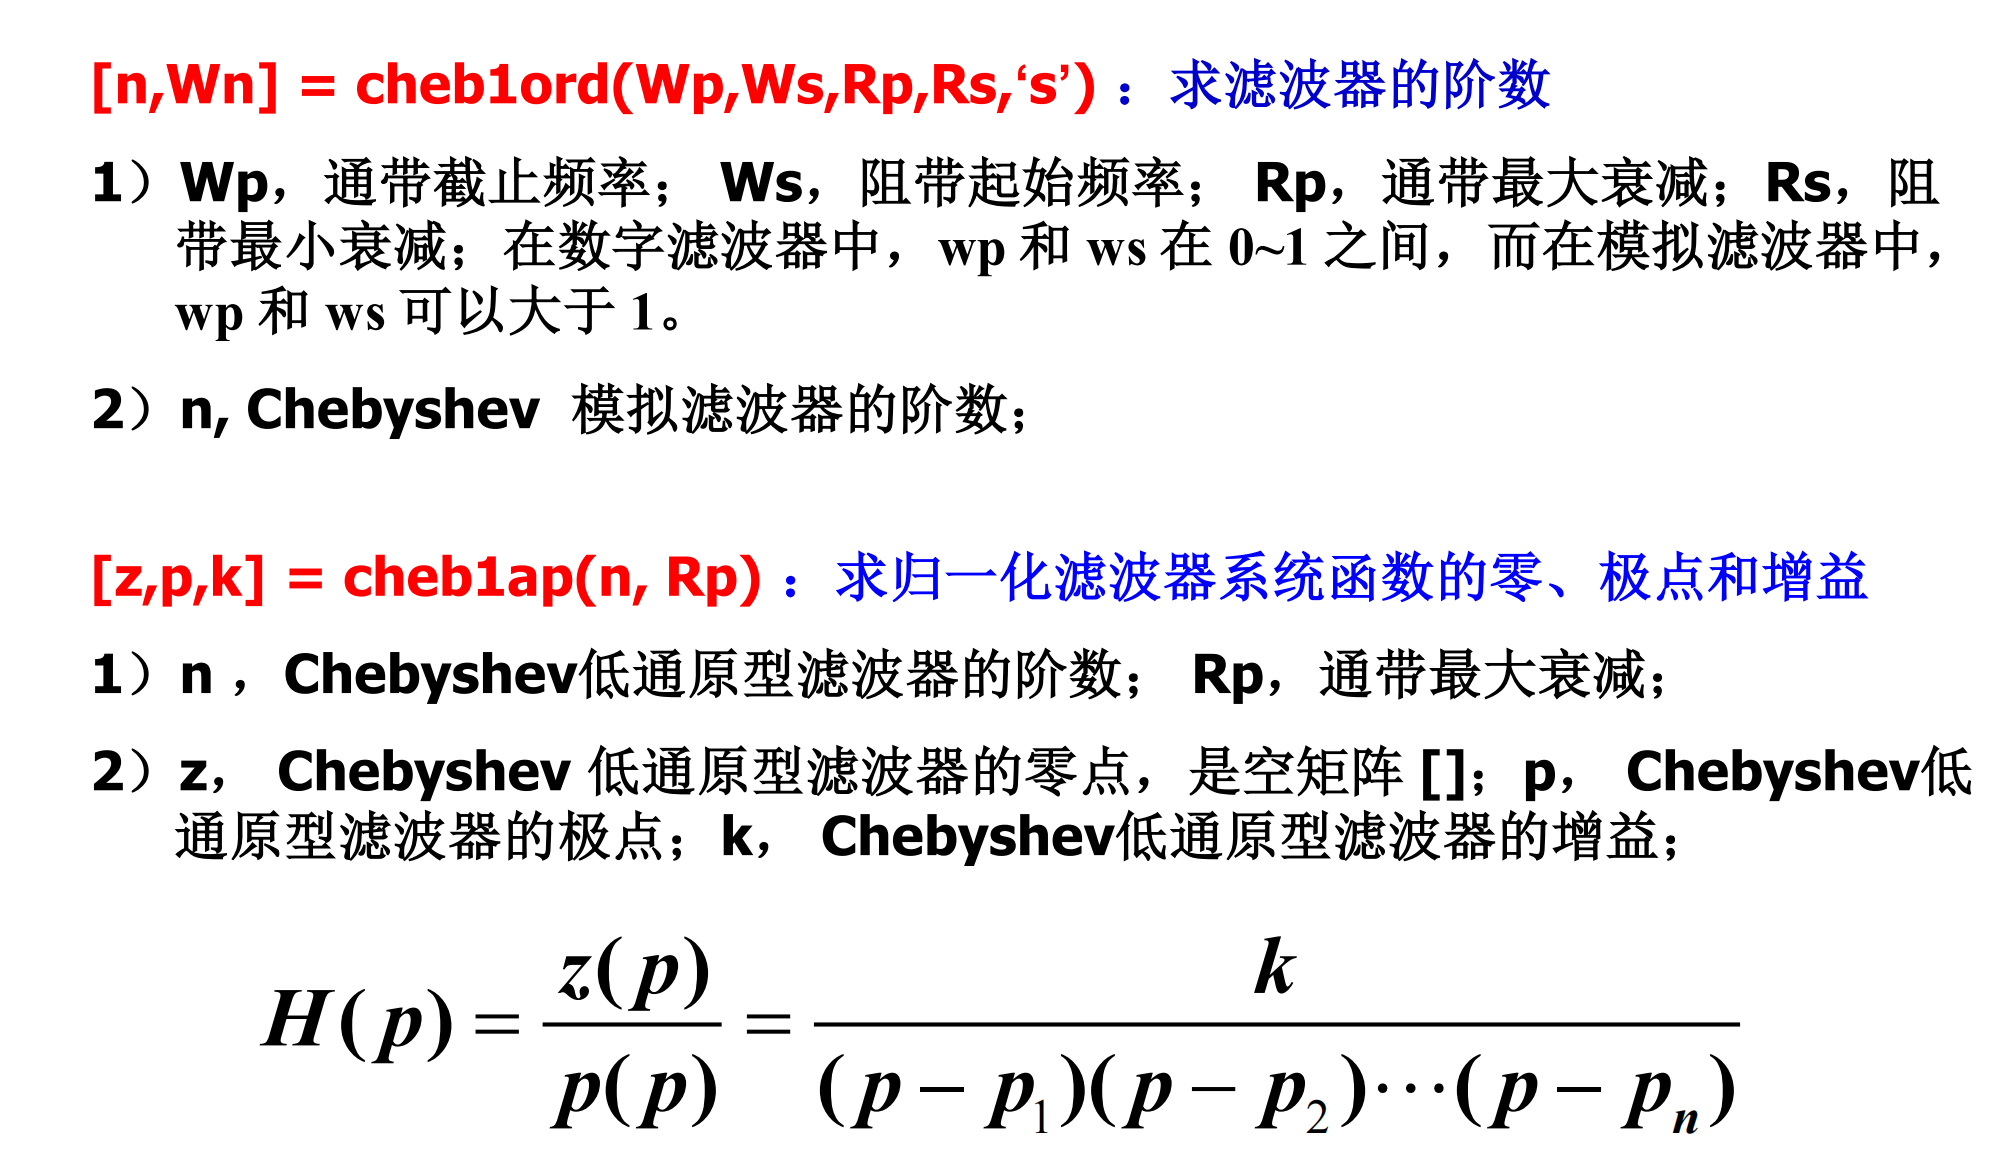 [n,Wn] = cheb1ord(Wp,Ws,Rp,Rs,‘s’) ：求滤波器的阶数
1）Wp，通带截止频率； Ws，阻带起始频率； Rp，通带最大衰减；Rs，阻
带最小衰减；在数字滤波器中，wp 和 ws 在 0~1 之间，而在模拟滤波器中，
wp 和 ws 可以大于 1。
2）n, Chebyshev 模拟滤波器的阶数；
[z,p,k] = cheb1ap(n, Rp) ：求归一化滤波器系统函数的零、极点和增益
1）n ，Chebyshev低通原型滤波器的阶数； Rp，通带最大衰减；
2）z， Chebyshev 低通原型滤波器的零点，是空矩阵 []；p， Chebyshev低
通原型滤波器的极点；k， Chebyshev低通原型滤波器的增益；
H(p) = z(p)/p(p) = k/((p − p₁)(p − p₂)⋯(p − pₙ))